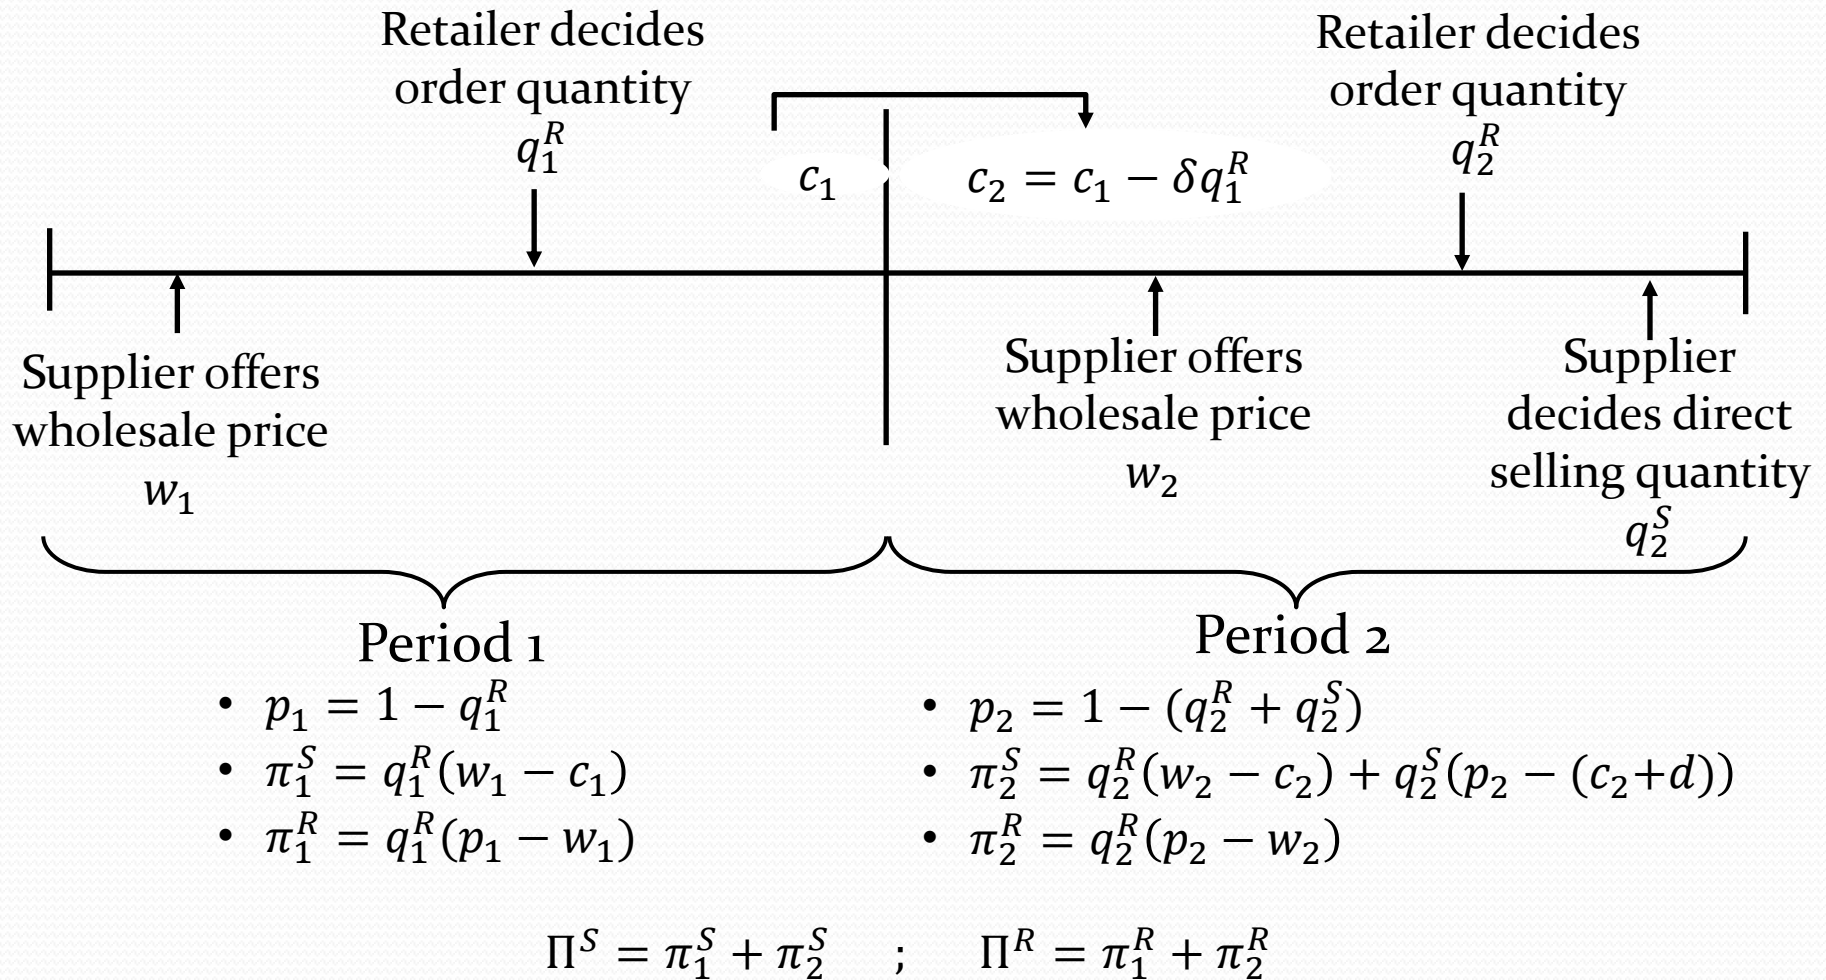 Retailer decides
order quantity
q_1^R
Retailer decides
order quantity
q_2^R
c_1
c_2 = c_1 − δq_1^R
Supplier offers
wholesale price
w_1
Supplier offers
wholesale price
w_2
Supplier
decides direct
selling quantity
q_2^S
Period 1
• p_1 = 1 − q_1^R
• π_1^S = q_1^R(w_1 − c_1)
• π_1^R = q_1^R(p_1 − w_1)
Period 2
• p_2 = 1 − (q_2^R + q_2^S)
• π_2^S = q_2^R(w_2 − c_2) + q_2^S(p_2 − (c_2+d))
• π_2^R = q_2^R(p_2 − w_2)
Π^S = π_1^S + π_2^S ; Π^R = π_1^R + π_2^R